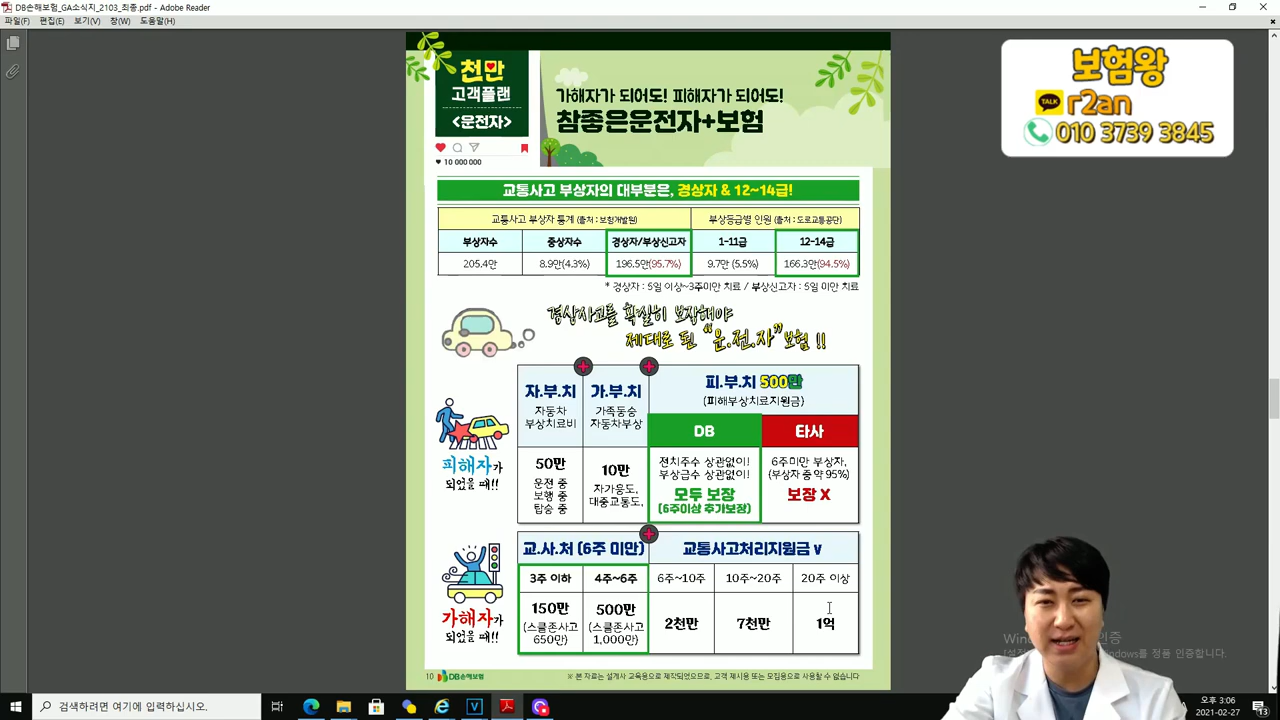 DB손해보험_GA소식지_2103_최종.pdf - Adobe Reader
파일(F) 편집(E) 보기(V) 창(W) 도움말(H)
천만
고객플랜
<운전자>
10 000 000
가해자가 되어도! 피해자가 되어도!
참좋은운전자+보험
보험왕
TALK r2an
010 3739 3845
교통사고 부상자의 대부분은, 경상자 & 12~14급!
교통사고 부상자 통계 (출처 : 보험개발원) 부상등급별 인원 (출처 : 도로교통공단)
부상자수 중상자수 경상자/부상신고자 1-11급 12-14급
205.4만 8.9만(4.3%) 196.5만(95.7%) 9.7만 (5.5%) 166.3만(94.5%)
* 경상자 : 5일 이상~3주미만 치료 / 부상신고자 : 5일 미만 치료
경상사고를 확실히 보장해야
제대로 된 "운.전.자"보험 !!
자.부.치 가.부.치 피.부.치 500만
자동차 부상치료비 가족동승 자동차부상 (피해부상치료지원금)
DB 타사
피해자가
되었을 때!!
50만
운전 중
보행 중
탑승 중
10만
자가용도,
대중교통도,
전치주수 상관없이!
부상급수 상관없이!
모두 보장
(6주이상 추가보장)
6주미만 부상자,
(부상자 중 약 95%)
보장 X
교.사.처 (6주 미만) 교통사고처리지원금 V
3주 이하 4주~6주 6주~10주 10주~20주 20주 이상
가해자가
되었을 때!!
150만
(스쿨존사고
650만)
500만
(스쿨존사고
1,000만)
2천만 7천만 1억
10 DB손해보험 ※ 본 자료는 설계사 교육용으로 제작되었으므로, 고객 제시용 또는 모집용으로 사용할 수 없습니다
검색하려면 여기에 입력하십시오.
오후 3:06
2021-02-27
13